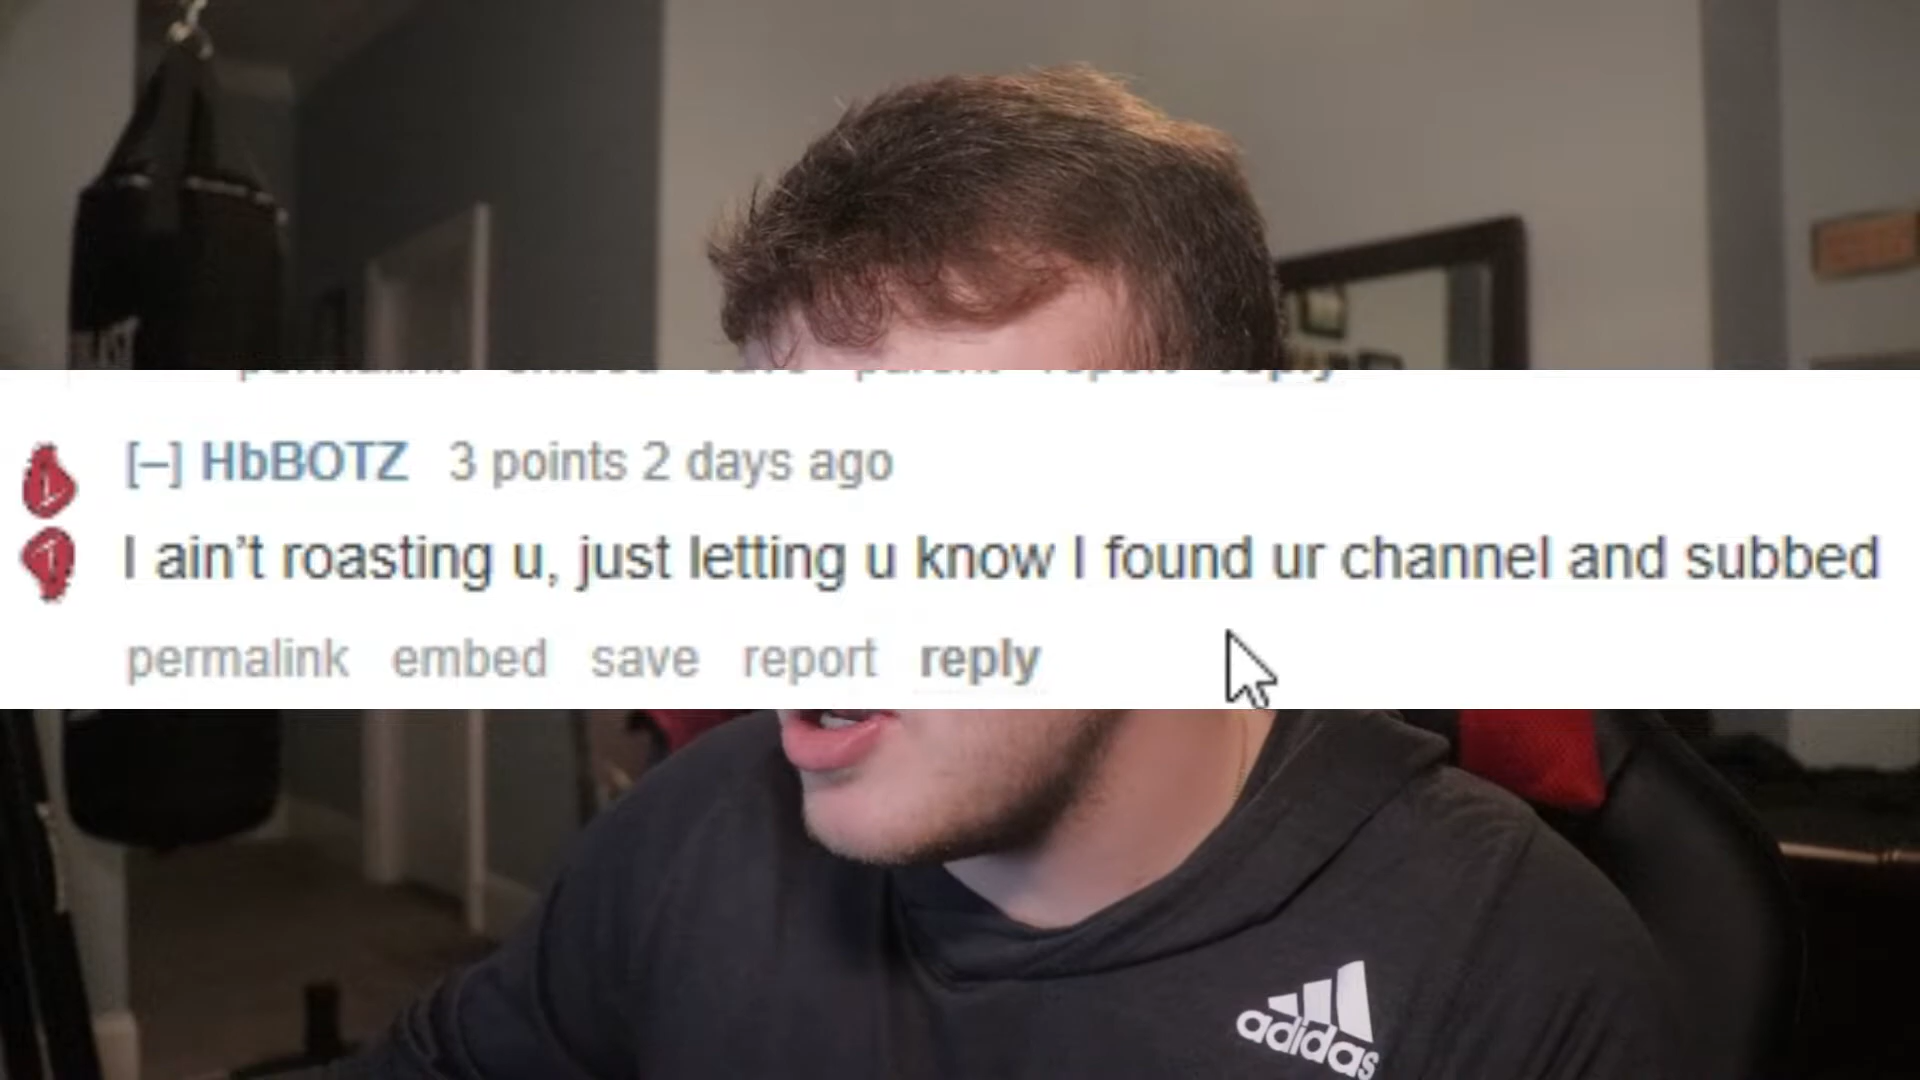 [–] HbBOTZ 3 points 2 days ago
I ain’t roasting u, just letting u know I found ur channel and subbed
permalink embed save report reply
adidas